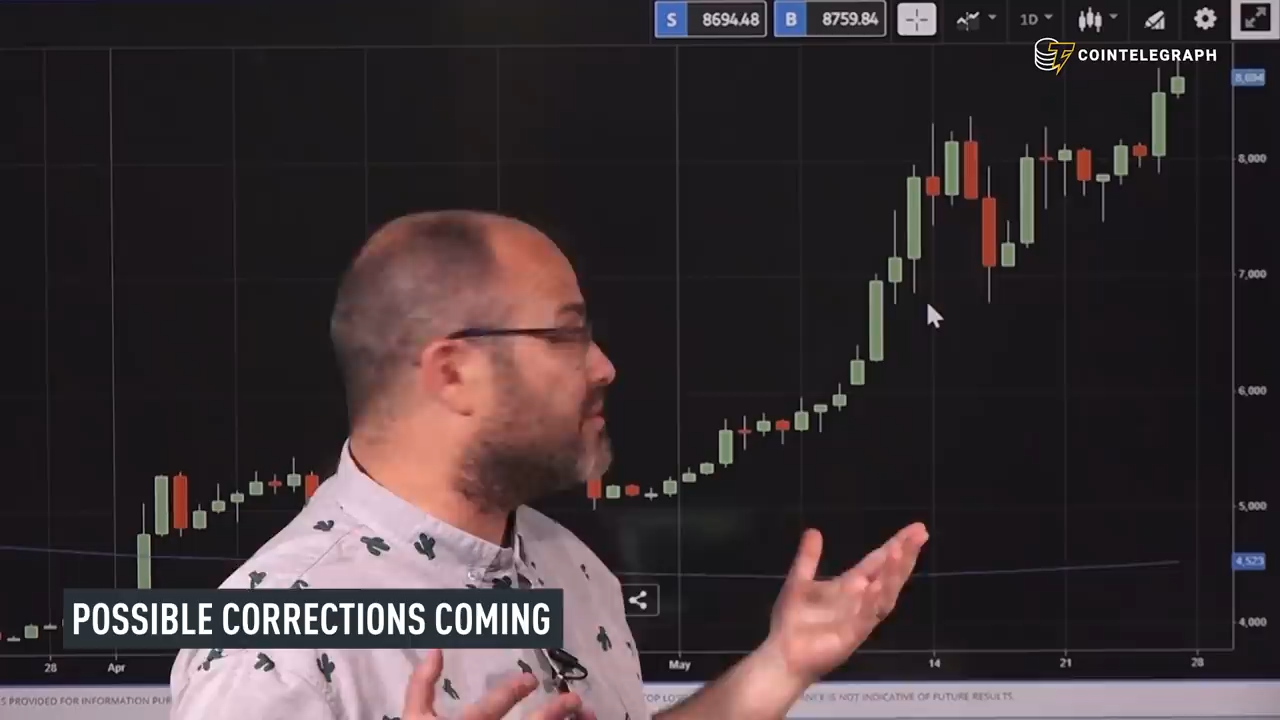 S 8694.48 B 8759.84 1D
COINTELEGRAPH
8,694
8,000
7,000
6,000
5,000
4,523
4,000
POSSIBLE CORRECTIONS COMING
28 Apr May 14 21 28
S PROVIDED FOR INFORMATION PUR
IS NOT INDICATIVE OF FUTURE RESULTS.